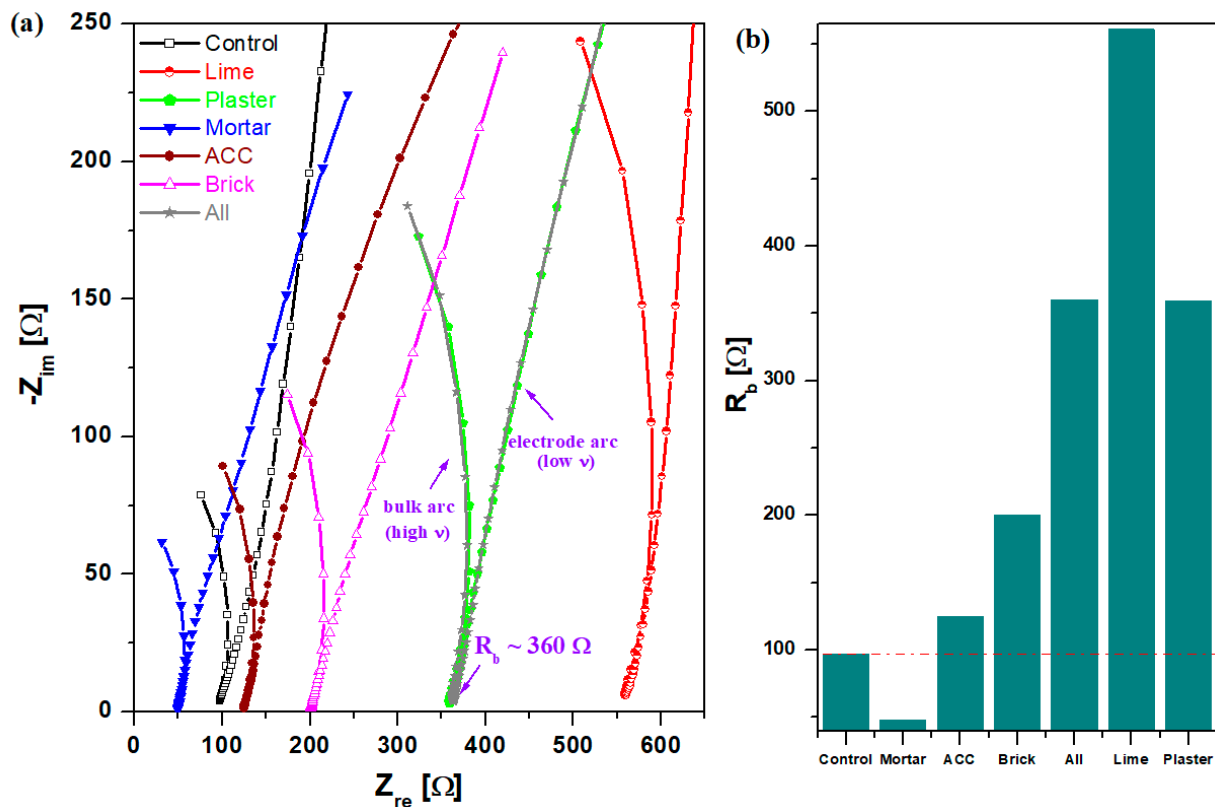 (a)
Control
Lime
Plaster
Mortar
ACC
Brick
All
250
200
150
100
50
0
-Z_im [Ω]
electrode arc
(low ν)
bulk arc
(high ν)
R_b ~ 360 Ω
0 100 200 300 400 500 600
Z_re [Ω]
(b)
500
400
300
200
100
R_b [Ω]
Control Mortar ACC Brick All Lime Plaster